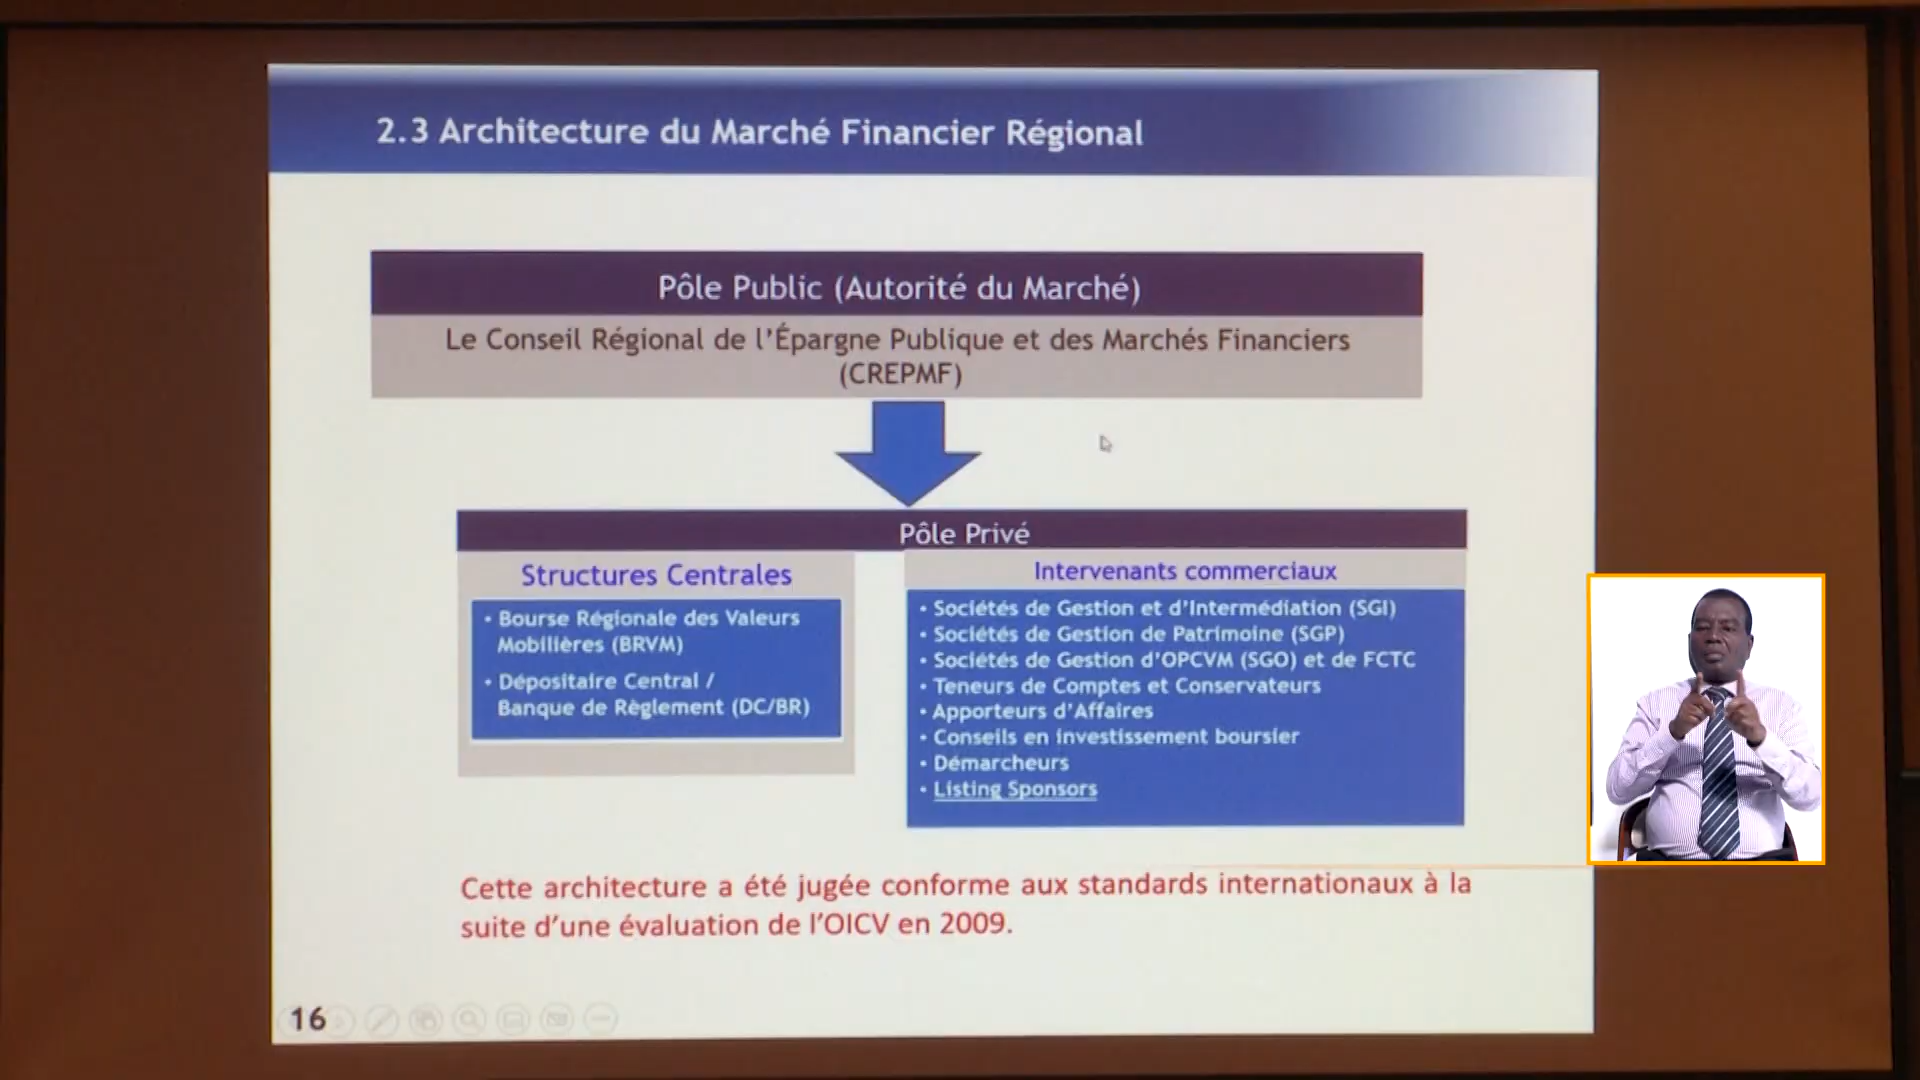 2.3 Architecture du Marché Financier Régional
Pôle Public (Autorité du Marché)
Le Conseil Régional de l'Épargne Publique et des Marchés Financiers
(CREPMF)
Pôle Privé
Structures Centrales
• Bourse Régionale des Valeurs
Mobilières (BRVM)
• Dépositaire Central /
Banque de Règlement (DC/BR)
Intervenants commerciaux
• Sociétés de Gestion et d'Intermédiation (SGI)
• Sociétés de Gestion de Patrimoine (SGP)
• Sociétés de Gestion d'OPCVM (SGO) et de FCTC
• Teneurs de Comptes et Conservateurs
• Apporteurs d'Affaires
• Conseils en investissement boursier
• Démarcheurs
• Listing Sponsors
Cette architecture a été jugée conforme aux standards internationaux à la
suite d'une évaluation de l'OICV en 2009.
16